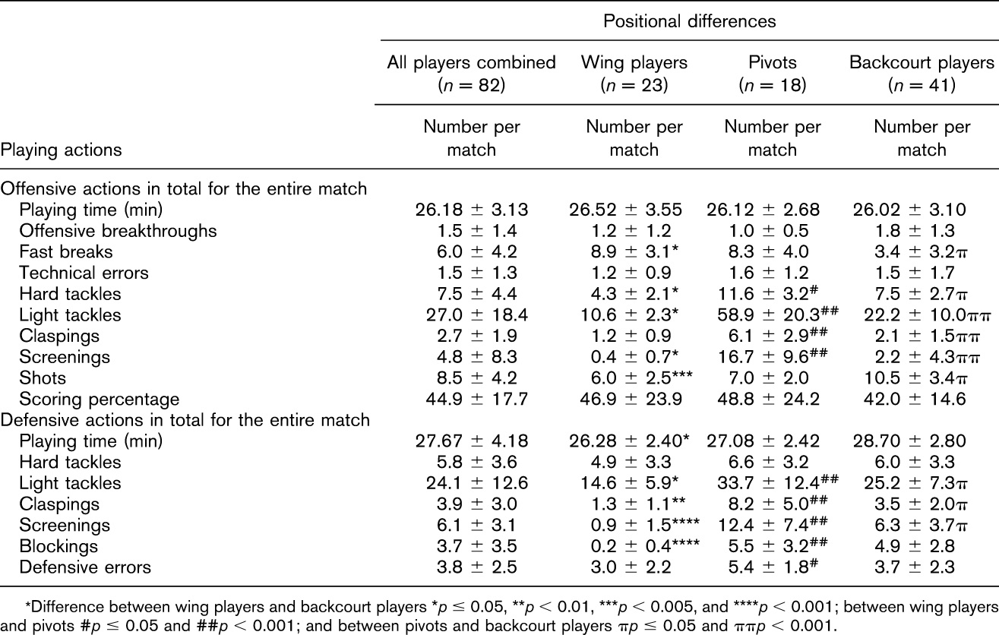 Positional differences
All players combined Wing players Pivots Backcourt players
(n = 82) (n = 23) (n = 18) (n = 41)
Number per Number per Number per Number per
Playing actions match match match match
Offensive actions in total for the entire match
Playing time (min) 26.18 ± 3.13 26.52 ± 3.55 26.12 ± 2.68 26.02 ± 3.10
Offensive breakthroughs 1.5 ± 1.4 1.2 ± 1.2 1.0 ± 0.5 1.8 ± 1.3
Fast breaks 6.0 ± 4.2 8.9 ± 3.1* 8.3 ± 4.0 3.4 ± 3.2π
Technical errors 1.5 ± 1.3 1.2 ± 0.9 1.6 ± 1.2 1.5 ± 1.7
Hard tackles 7.5 ± 4.4 4.3 ± 2.1* 11.6 ± 3.2# 7.5 ± 2.7π
Light tackles 27.0 ± 18.4 10.6 ± 2.3* 58.9 ± 20.3## 22.2 ± 10.0ππ
Claspings 2.7 ± 1.9 1.2 ± 0.9 6.1 ± 2.9## 2.1 ± 1.5ππ
Screenings 4.8 ± 8.3 0.4 ± 0.7* 16.7 ± 9.6## 2.2 ± 4.3ππ
Shots 8.5 ± 4.2 6.0 ± 2.5*** 7.0 ± 2.0 10.5 ± 3.4π
Scoring percentage 44.9 ± 17.7 46.9 ± 23.9 48.8 ± 24.2 42.0 ± 14.6
Defensive actions in total for the entire match
Playing time (min) 27.67 ± 4.18 26.28 ± 2.40* 27.08 ± 2.42 28.70 ± 2.80
Hard tackles 5.8 ± 3.6 4.9 ± 3.3 6.6 ± 3.2 6.0 ± 3.3
Light tackles 24.1 ± 12.6 14.6 ± 5.9* 33.7 ± 12.4## 25.2 ± 7.3π
Claspings 3.9 ± 3.0 1.3 ± 1.1** 8.2 ± 5.0## 3.5 ± 2.0π
Screenings 6.1 ± 3.1 0.9 ± 1.5**** 12.4 ± 7.4## 6.3 ± 3.7π
Blockings 3.7 ± 3.5 0.2 ± 0.4**** 5.5 ± 3.2## 4.9 ± 2.8
Defensive errors 3.8 ± 2.5 3.0 ± 2.2 5.4 ± 1.8# 3.7 ± 2.3
*Difference between wing players and backcourt players *p ≤ 0.05, **p < 0.01, ***p < 0.005, and ****p < 0.001; between wing players
and pivots #p ≤ 0.05 and ##p < 0.001; and between pivots and backcourt players πp ≤ 0.05 and ππp < 0.001.